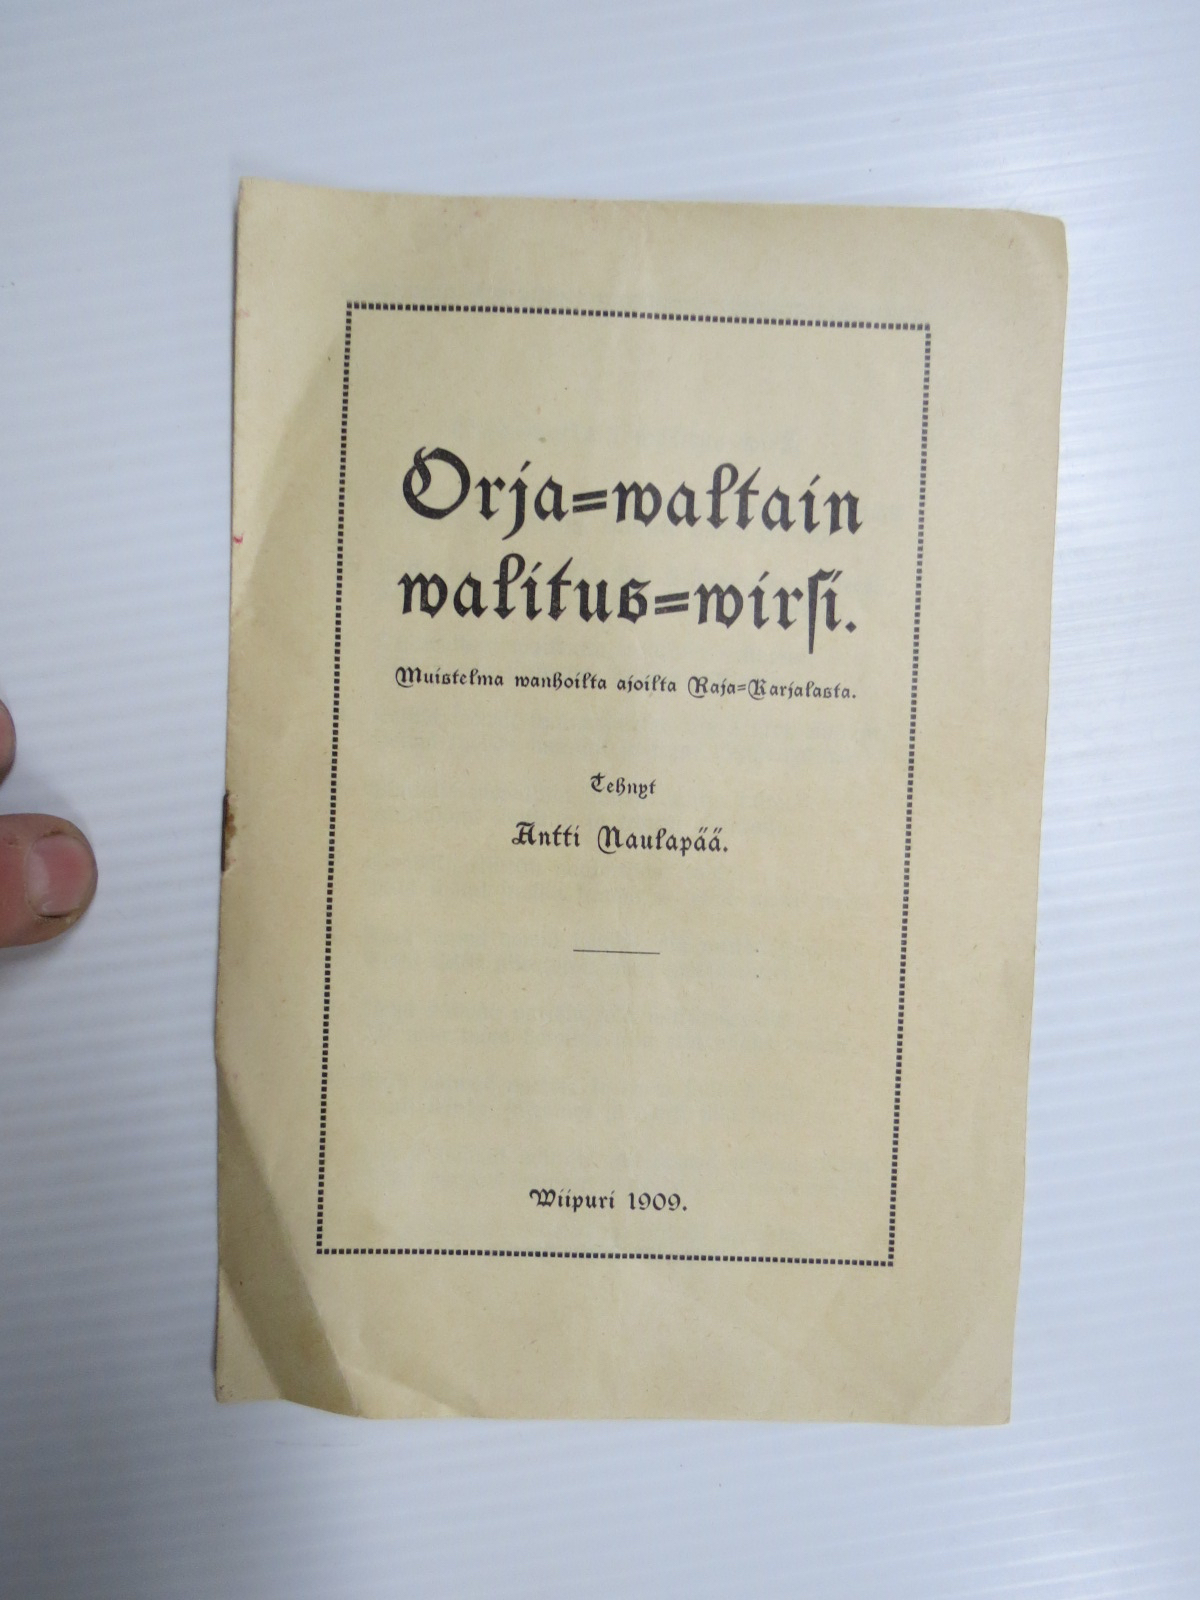 Orja=waltain
walitus=wirsi.
Muistelma wanhoilta ajoilta Raja=Karjalasta.
Tehnyt
Antti Naulapää.
Wiipuri 1909.